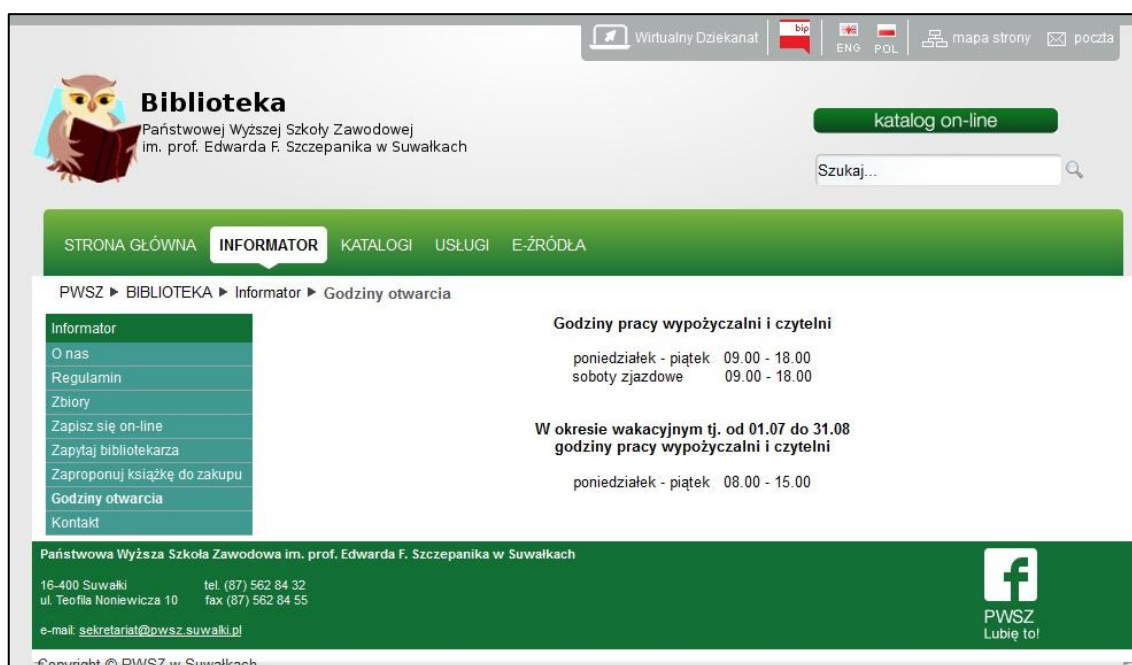 Wirtualny Dziekanat bip ENG POL mapa strony poczta
Biblioteka
Państwowej Wyższej Szkoły Zawodowej
im. prof. Edwarda F. Szczepanika w Suwałkach
katalog on-line
Szukaj...
STRONA GŁÓWNA INFORMATOR KATALOGI USŁUGI E-ŹRÓDŁA
PWSZ ▶ BIBLIOTEKA ▶ Informator ▶ Godziny otwarcia
Informator
O nas
Regulamin
Zbiory
Zapisz się on-line
Zapytaj bibliotekarza
Zaproponuj książkę do zakupu
Godziny otwarcia
Kontakt
Godziny pracy wypożyczalni i czytelni
poniedziałek - piątek 09.00 - 18.00
soboty zjazdowe 09.00 - 18.00
W okresie wakacyjnym tj. od 01.07 do 31.08
godziny pracy wypożyczalni i czytelni
poniedziałek - piątek 08.00 - 15.00
Państwowa Wyższa Szkoła Zawodowa im. prof. Edwarda F. Szczepanika w Suwałkach
16-400 Suwałki tel. (87) 562 84 32
ul. Teofila Noniewicza 10 fax (87) 562 84 55
e-mail: sekretariat@pwsz.suwalki.pl
PWSZ
Lubię to!
Copyright © PWSZ w Suwałkach